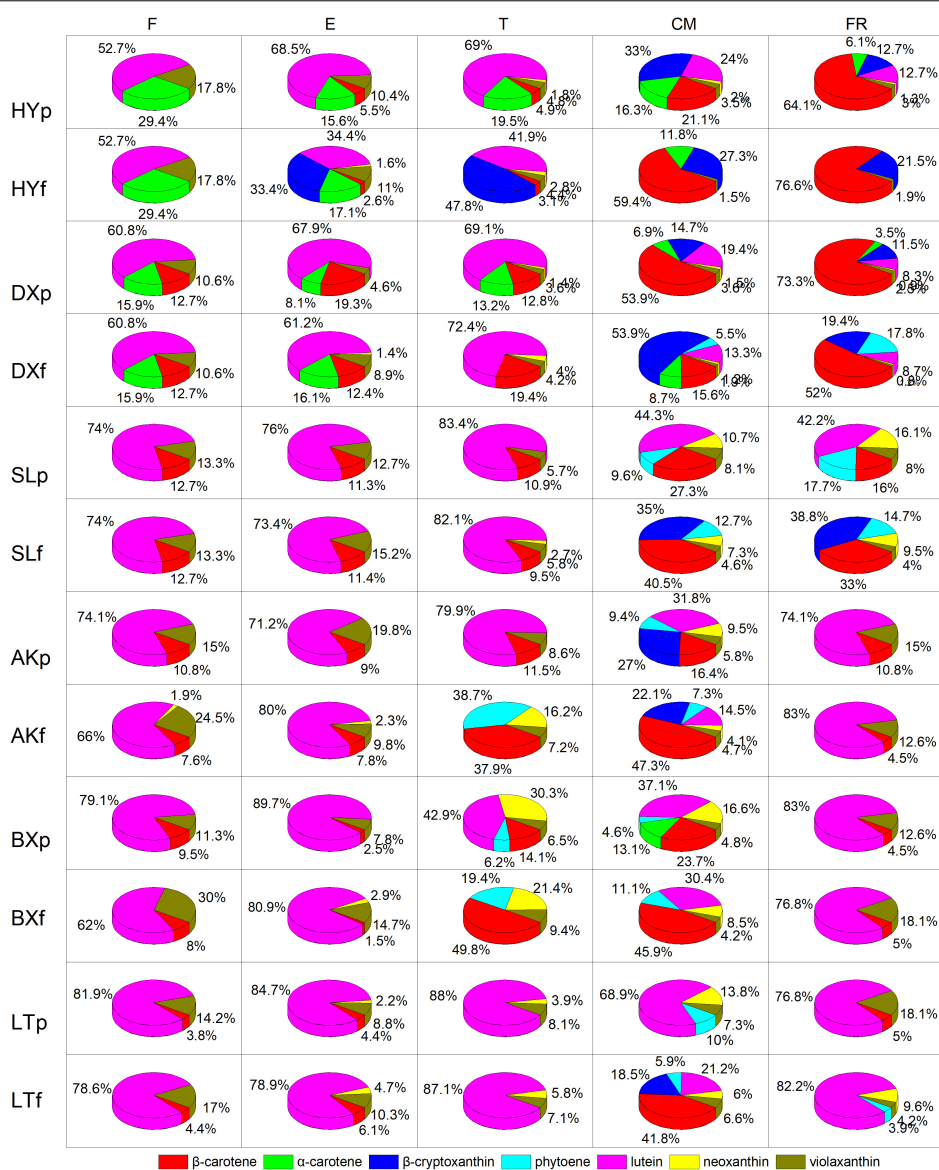 F E T CM FR
52.7% 17.8% 29.4% 68.5% 10.4% 5.5% 15.6% 69% 1.8% 4.8% 4.9% 19.5% 33% 24% 2% 3.5% 21.1% 16.3% 6.1% 12.7% 12.7% 3% 64.1%
HYp
52.7% 17.8% 29.4% 34.4% 1.6% 11% 2.6% 17.1% 33.4% 41.9% 2.8% 4.4% 3.1% 47.8% 11.8% 27.3% 1.5% 59.4% 21.5% 1.9% 76.6%
HYf
60.8% 10.6% 12.7% 15.9% 67.9% 4.6% 19.3% 8.1% 69.1% 1.4% 3.6% 12.8% 13.2% 6.9% 14.7% 19.4% 1.5% 3.6% 53.9% 3.5% 11.5% 8.3% 2.5% 73.3%
DXp
60.8% 10.6% 12.7% 15.9% 61.2% 1.4% 8.9% 12.4% 16.1% 72.4% 4% 4.2% 19.4% 53.9% 5.5% 13.3% 15.6% 8.7% 19.4% 17.8% 8.7% 52%
DXf
74% 13.3% 12.7% 76% 12.7% 11.3% 83.4% 5.7% 10.9% 44.3% 10.7% 8.1% 27.3% 9.6% 42.2% 16.1% 8% 16% 17.7%
SLp
74% 13.3% 12.7% 73.4% 15.2% 11.4% 82.1% 2.7% 5.8% 9.5% 35% 12.7% 7.3% 4.6% 40.5% 38.8% 14.7% 9.5% 4% 33%
SLf
74.1% 15% 10.8% 71.2% 19.8% 9% 79.9% 8.6% 11.5% 31.8% 9.4% 9.5% 5.8% 16.4% 27% 74.1% 15% 10.8%
AKp
1.9% 24.5% 66% 7.6% 80% 2.3% 9.8% 7.8% 38.7% 16.2% 7.2% 37.9% 22.1% 7.3% 14.5% 4.1% 4.7% 47.3% 83% 12.6% 4.5%
AKf
79.1% 11.3% 9.5% 89.7% 7.8% 2.5% 30.3% 42.9% 6.5% 14.1% 6.2% 37.1% 16.6% 4.8% 23.7% 13.1% 4.6% 83% 12.6% 4.5%
BXp
30% 62% 8% 80.9% 2.9% 14.7% 1.5% 19.4% 21.4% 9.4% 49.8% 11.1% 30.4% 8.5% 4.2% 45.9% 76.8% 18.1% 5%
BXf
81.9% 14.2% 3.8% 84.7% 2.2% 8.8% 4.4% 88% 3.9% 8.1% 68.9% 13.8% 7.3% 10% 76.8% 18.1% 5%
LTp
78.6% 17% 4.4% 78.9% 4.7% 10.3% 6.1% 87.1% 5.8% 7.1% 5.9% 18.5% 21.2% 6% 6.6% 41.8% 82.2% 9.6% 4.2% 3.9%
LTf
β-carotene α-carotene β-cryptoxanthin phytoene lutein neoxanthin violaxanthin